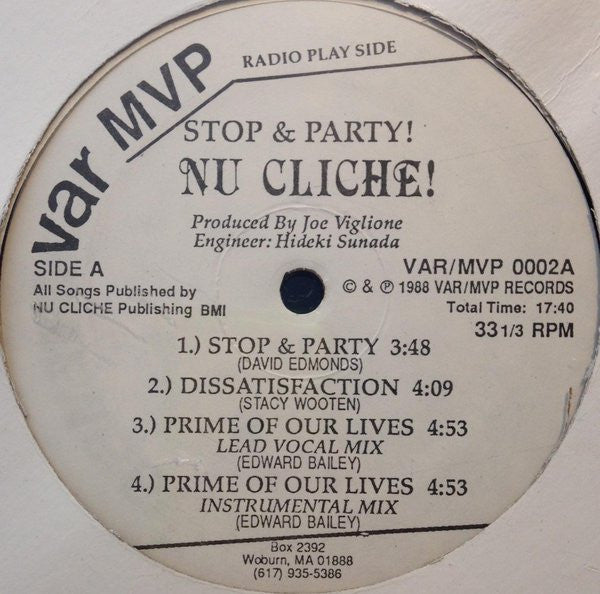 var MVP
RADIO PLAY SIDE
STOP & PARTY!
NU CLICHE!
Produced By Joe Viglione
Engineer: Hideki Sunada
SIDE A
All Songs Published by
NU CLICHE Publishing BMI
VAR/MVP 0002A
© & ℗ 1988 VAR/MVP RECORDS
Total Time: 17:40
33 1/3 RPM
1.) STOP & PARTY 3:48
(DAVID EDMONDS)
2.) DISSATISFACTION 4:09
(STACY WOOTEN)
3.) PRIME OF OUR LIVES 4:53
LEAD VOCAL MIX
(EDWARD BAILEY)
4.) PRIME OF OUR LIVES 4:53
INSTRUMENTAL MIX
(EDWARD BAILEY)
Box 2392
Woburn, MA 01888
(617) 935-5386